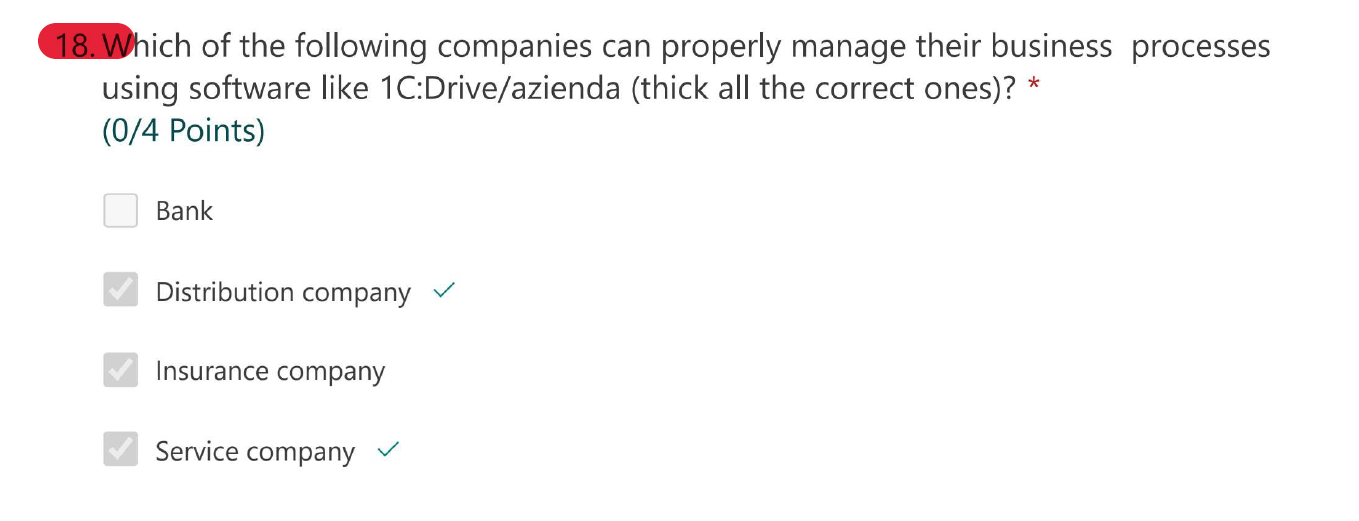 18. Which of the following companies can properly manage their business processes
using software like 1C:Drive/azienda (thick all the correct ones)? *
(0/4 Points)
Bank
Distribution company
Insurance company
Service company